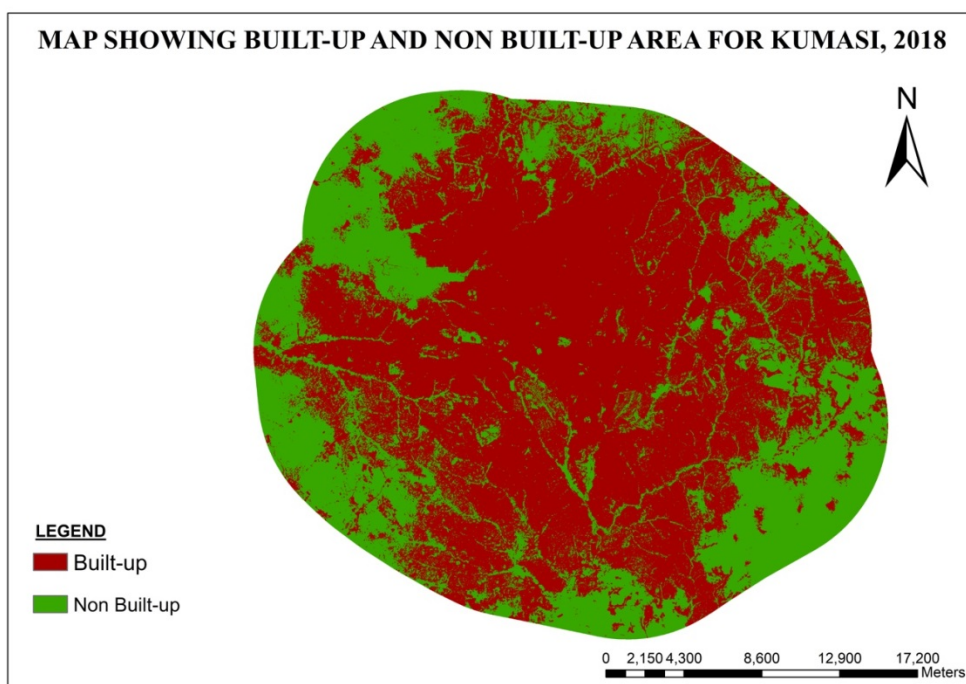 MAP SHOWING BUILT-UP AND NON BUILT-UP AREA FOR KUMASI, 2018
N
LEGEND
Built-up
Non Built-up
0 2,150 4,300 8,600 12,900 17,200
Meters